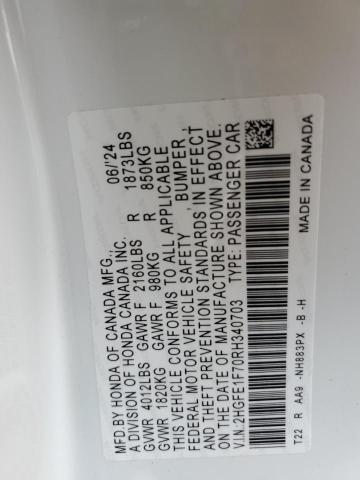 MFD.BY HONDA OF CANADA MFG., 06/'24
A DIVISION OF HONDA CANADA INC.
GVWR 4012LBS GAWR F 2160LBS R 1873LBS
GVWR 1820KG GAWR F 980KG R 850KG
THIS VEHICLE CONFORMS TO ALL APPLICABLE
FEDERAL MOTOR VEHICLE SAFETY BUMPER,
AND THEFT PREVENTION STANDARDS IN EFFECT
ON THE DATE OF MANUFACTURE SHOWN ABOVE.
V.I.N.:2HGFE1F70RH340703 TYPE: PASSENGER CAR
T22 R AA9 -NH883PX -B -H MADE IN CANADA